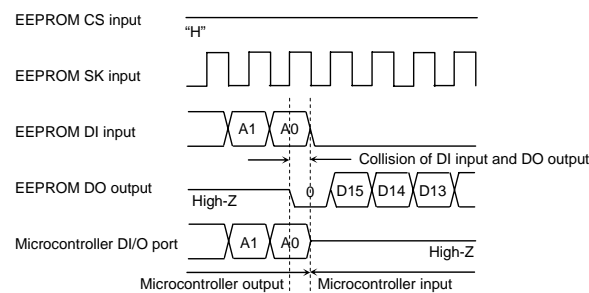 EEPROM CS input
“H”
EEPROM SK input
EEPROM DI input
A1 A0
Collision of DI input and DO output
EEPROM DO output
High-Z
0 D15 D14 D13
Microcontroller DI/O port
A1 A0
High-Z
Microcontroller output Microcontroller input